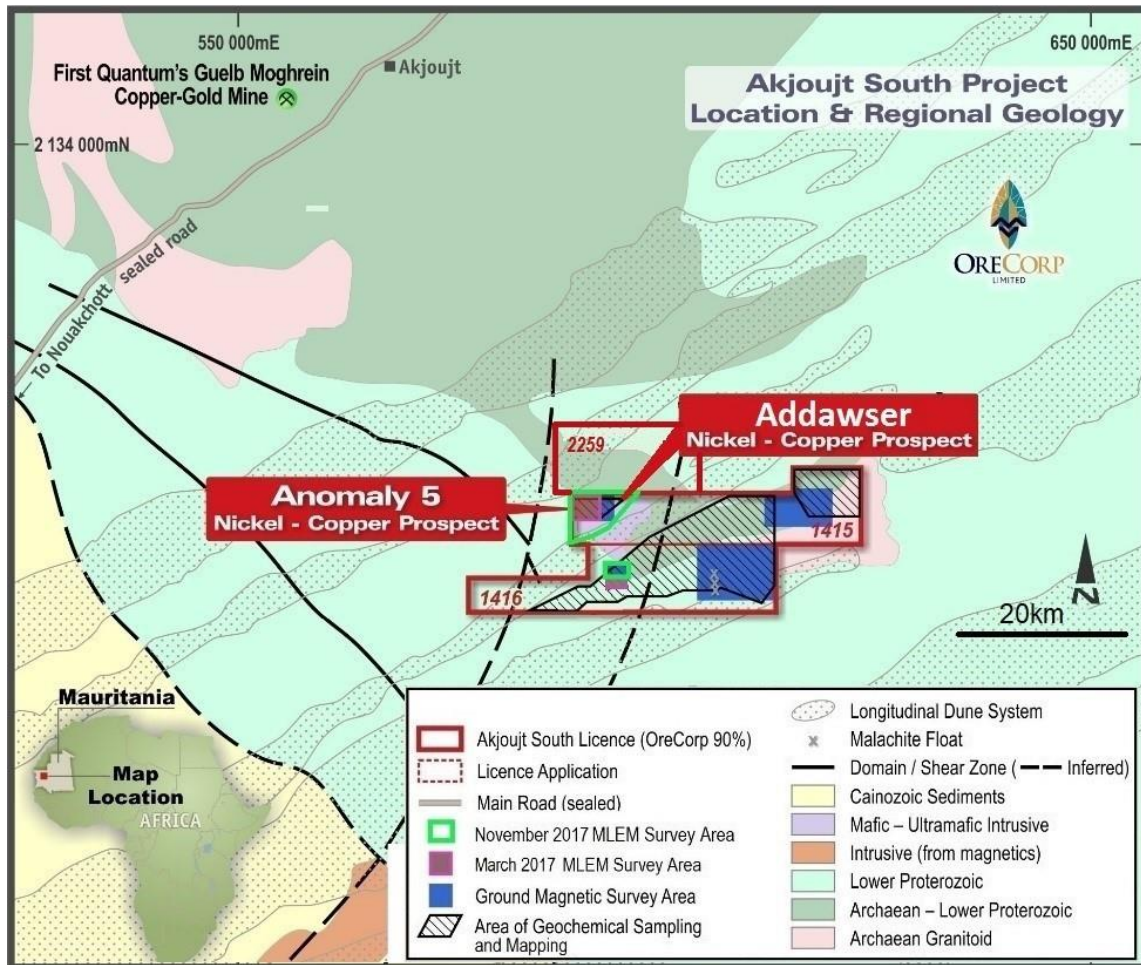 550 000mE
650 000mE
First Quantum's Guelb Moghrein
Copper-Gold Mine
Akjoujt
Akjoujt South Project
Location & Regional Geology
2 134 000mN
ORECORP
LIMITED
To Nouakchott sealed road
Addawser
Nickel - Copper Prospect
2259
Anomaly 5
Nickel - Copper Prospect
1415
1416
20km
Z
Mauritania
Map
Location
AFRICA
Akjoujt South Licence (OreCorp 90%)
Licence Application
Main Road (sealed)
November 2017 MLEM Survey Area
March 2017 MLEM Survey Area
Ground Magnetic Survey Area
Area of Geochemical Sampling
and Mapping
Longitudinal Dune System
x Malachite Float
Domain / Shear Zone ( Inferred)
Cainozoic Sediments
Mafic – Ultramafic Intrusive
Intrusive (from magnetics)
Lower Proterozoic
Archaean – Lower Proterozoic
Archaean Granitoid